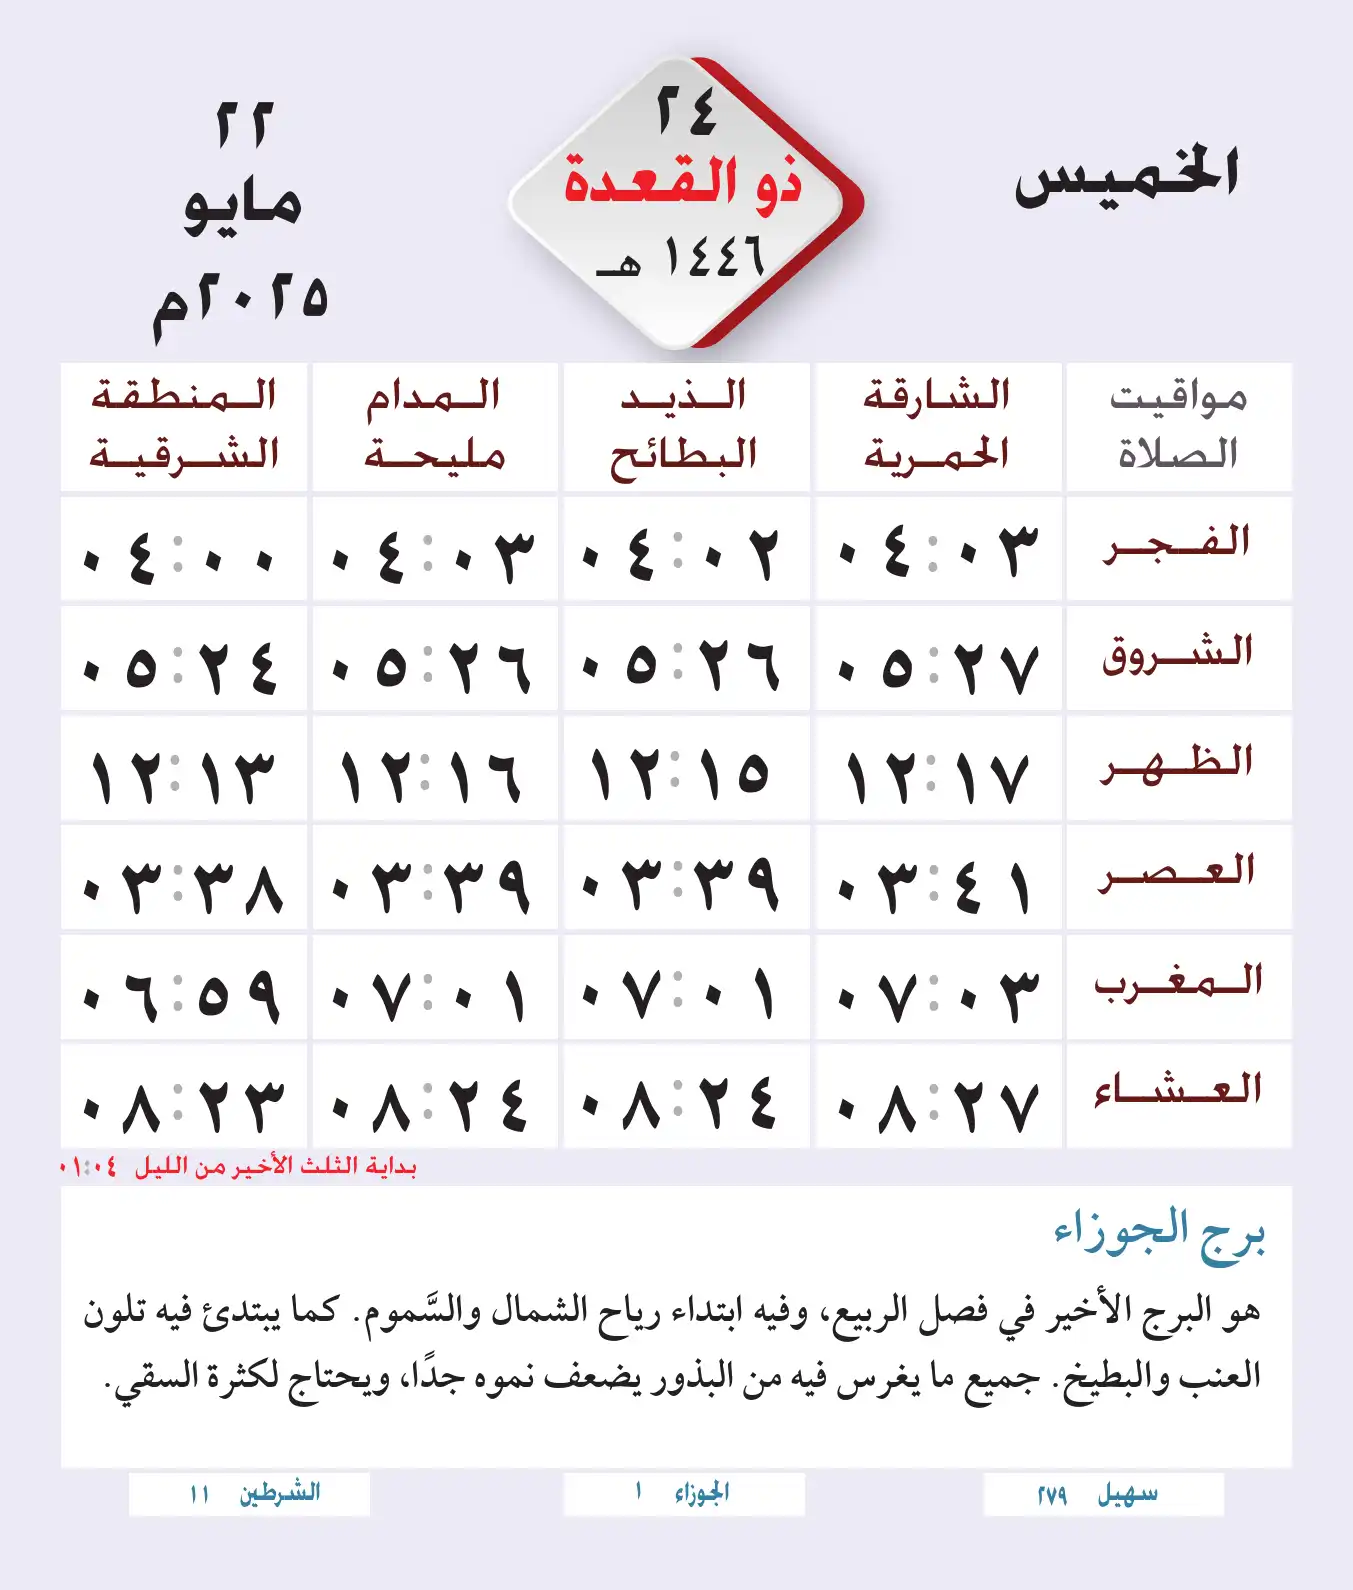 الخميس
٢٤
ذو القعدة
١٤٤٦ هـ
٢٢
مايو
٢٠٢٥م
مواقيت الصلاة الشارقة الحمرية الذيد البطائح المدام مليحة المنطقة الشرقية
الفجر ٠٤:٠٣ ٠٤:٠٢ ٠٤:٠٣ ٠٤:٠٠
الشروق ٠٥:٢٧ ٠٥:٢٦ ٠٥:٢٦ ٠٥:٢٤
الظهر ١٢:١٧ ١٢:١٥ ١٢:١٦ ١٢:١٣
العصر ٠٣:٤١ ٠٣:٣٩ ٠٣:٣٩ ٠٣:٣٨
المغرب ٠٧:٠٣ ٠٧:٠١ ٠٧:٠١ ٠٦:٥٩
العشاء ٠٨:٢٧ ٠٨:٢٤ ٠٨:٢٤ ٠٨:٢٣
بداية الثلث الأخير من الليل ٠١:٠٤
برج الجوزاء
هو البرج الأخير في فصل الربيع، وفيه ابتداء رياح الشمال والسَّموم. كما يبتدئ فيه تلون
العنب والبطيخ. جميع ما يغرس فيه من البذور يضعف نموه جدًا، ويحتاج لكثرة السقي.
سهيل ٢٧٩
الجوزاء ١
الشرطين ١١